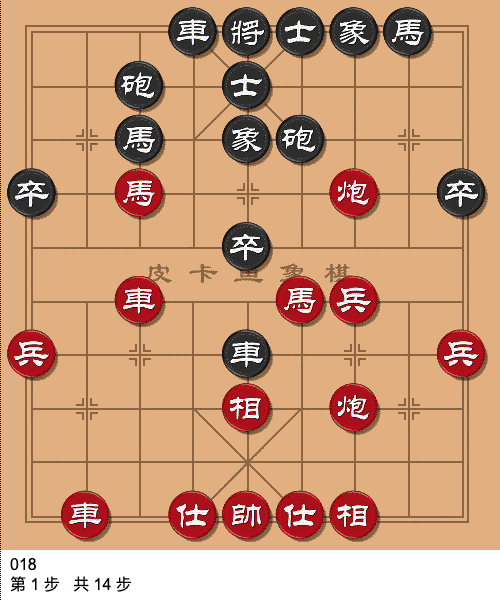 車將士象馬
砲士
馬象砲
卒馬炮卒
卒
皮卡鱼象棋
車馬兵
兵車兵
相炮
車仕帥仕相
018
第 1 步 共 14 步